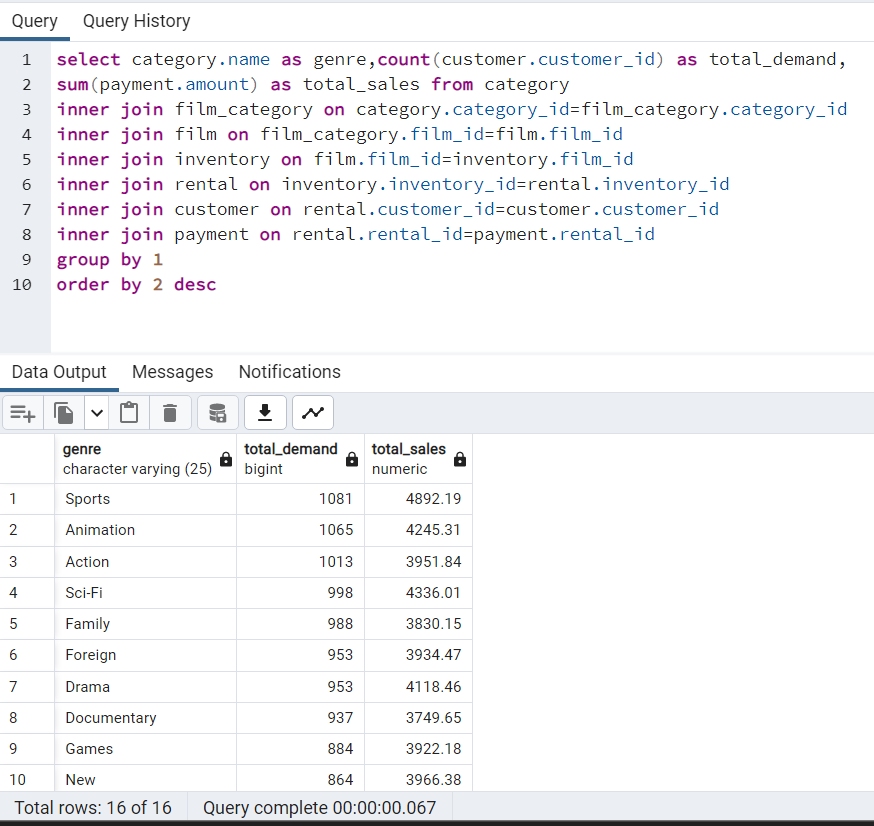 Query Query History
1 select category.name as genre,count(customer.customer_id) as total_demand,
2 sum(payment.amount) as total_sales from category
3 inner join film_category on category.category_id=film_category.category_id
4 inner join film on film_category.film_id=film.film_id
5 inner join inventory on film.film_id=inventory.film_id
6 inner join rental on inventory.inventory_id=rental.inventory_id
7 inner join customer on rental.customer_id=customer.customer_id
8 inner join payment on rental.rental_id=payment.rental_id
9 group by 1
10 order by 2 desc
Data Output Messages Notifications
genre total_demand total_sales
character varying (25) bigint numeric
1 Sports 1081 4892.19
2 Animation 1065 4245.31
3 Action 1013 3951.84
4 Sci-Fi 998 4336.01
5 Family 988 3830.15
6 Foreign 953 3934.47
7 Drama 953 4118.46
8 Documentary 937 3749.65
9 Games 884 3922.18
10 New 864 3966.38
Total rows: 16 of 16 Query complete 00:00:00.067